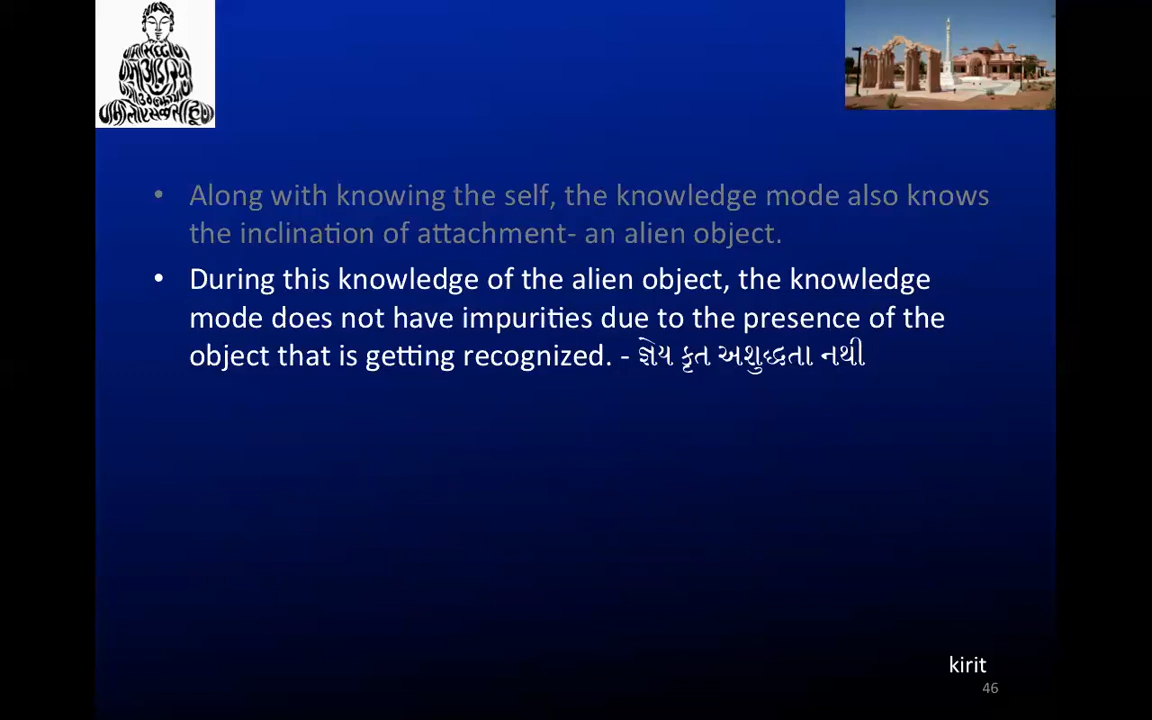 • Along with knowing the self, the knowledge mode also knows
the inclination of attachment- an alien object.
• During this knowledge of the alien object, the knowledge
mode does not have impurities due to the presence of the
object that is getting recognized. - જ્ઞેય કૃત અશુદ્ધતા નથી
kirit
46